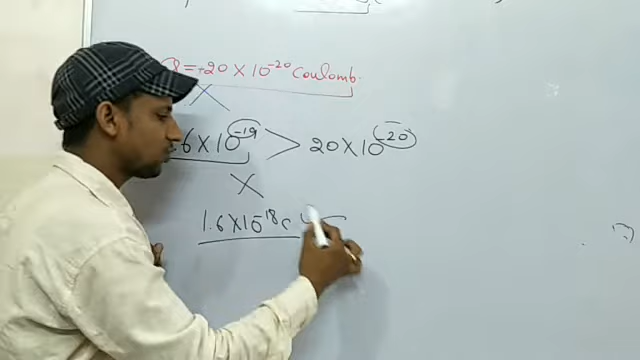 = -20 × 10⁻²⁰ Coulomb.
6 × 10⁻¹⁹ > 20 × 10⁻²⁰
×
1.6 × 10⁻¹⁸ C